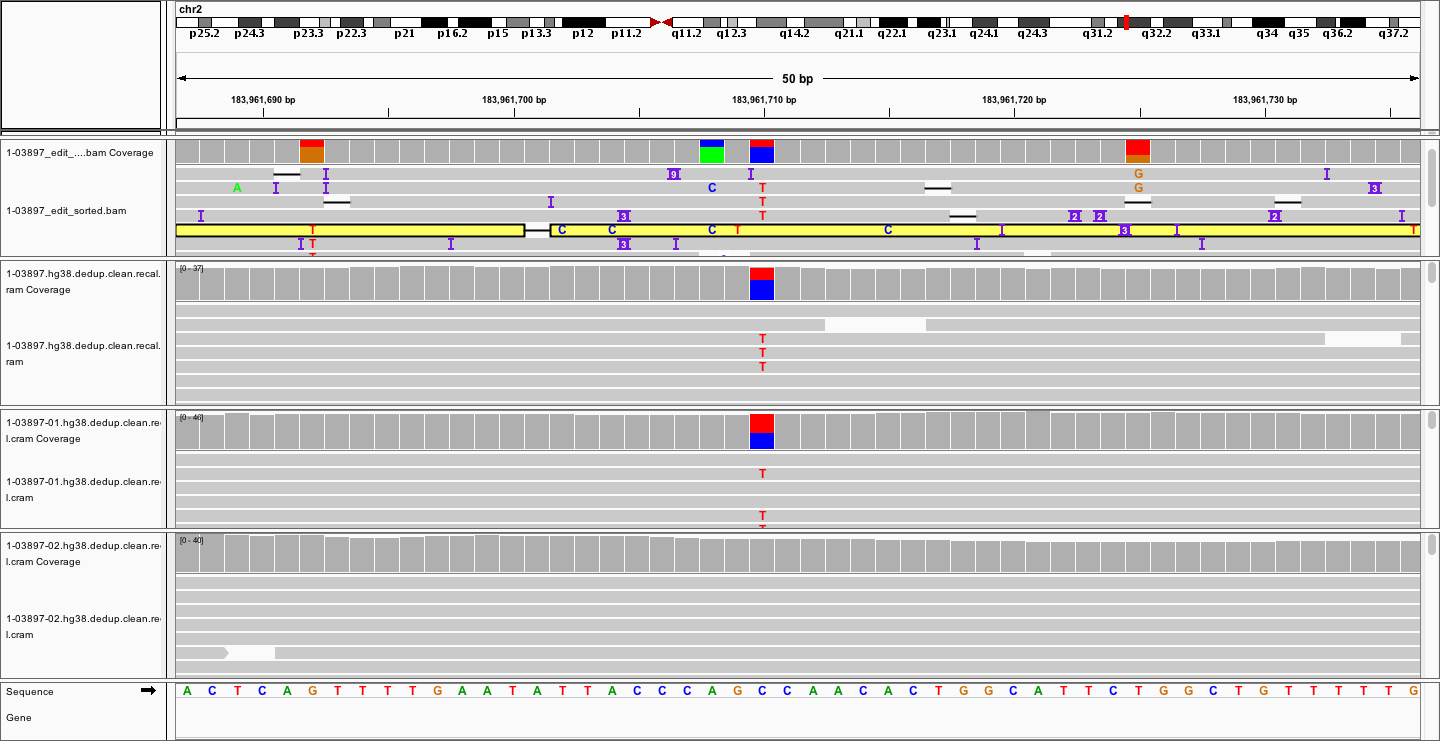 chr2
p25.2 p24.3 p23.3 p22.3 p21 p16.2 p15 p13.3 p12 p11.2 q11.2 q12.3 q14.2 q21.1 q22.1 q23.1 q24.1 q24.3 q31.2 q32.2 q33.1 q34 q35 q36.2 q37.2
50 bp
183,961,690 bp 183,961,700 bp 183,961,710 bp 183,961,720 bp 183,961,730 bp
1-03897_edit_....bam Coverage
9 G
A C T G 3
T
1-03897_edit_sorted.bam
3 T 2 2 2
T C C C T C 3 T
T 3
1-03897.hg38.dedup.clean.recal.
ram Coverage
[0 - 37]
T
1-03897.hg38.dedup.clean.recal.
ram
T
T
1-03897-01.hg38.dedup.clean.re
l.cram Coverage
[0 - 46]
T
1-03897-01.hg38.dedup.clean.re
l.cram
T
1-03897-02.hg38.dedup.clean.re
l.cram Coverage
[0 - 40]
1-03897-02.hg38.dedup.clean.re
l.cram
Sequence A C T C A G T T T T G A A T A T T A C C C A G C C A A C A C T G G C A T T C T G G C T G T T T T T G
Gene